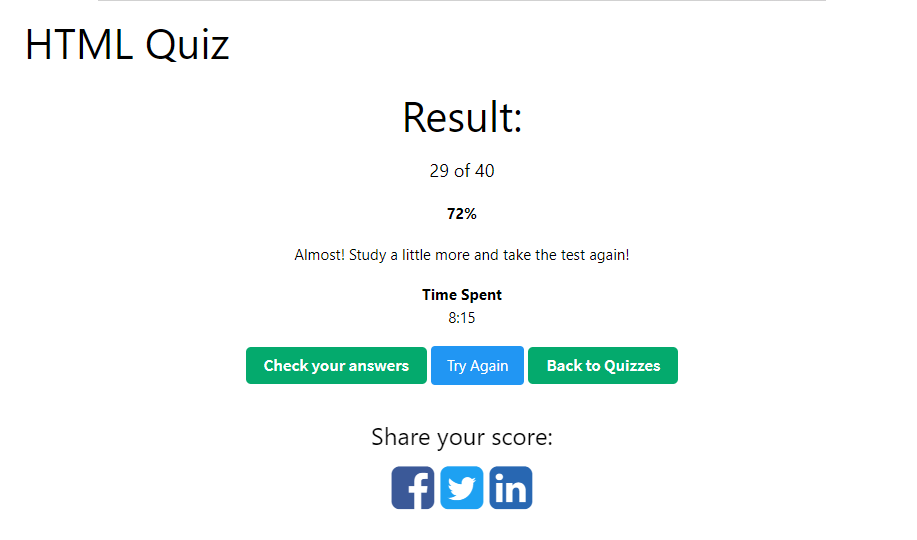 HTML Quiz
Result:
29 of 40
72%
Almost! Study a little more and take the test again!
Time Spent
8:15
Check your answers Try Again Back to Quizzes
Share your score:
f in